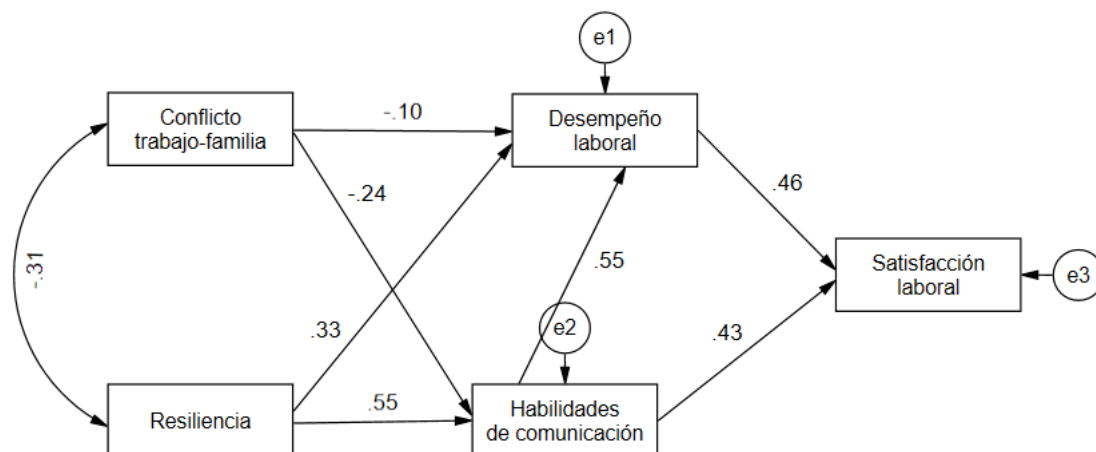 e1
Conflicto
trabajo-familia
-.10
Desempeño
laboral
-.24
.46
-.31
.55
Satisfacción
laboral
e3
.33
e2
.43
Resiliencia
.55
Habilidades
de comunicación